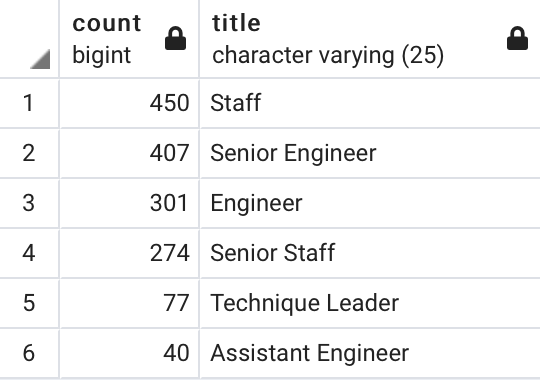 count title
bigint character varying (25)
1 450 Staff
2 407 Senior Engineer
3 301 Engineer
4 274 Senior Staff
5 77 Technique Leader
6 40 Assistant Engineer